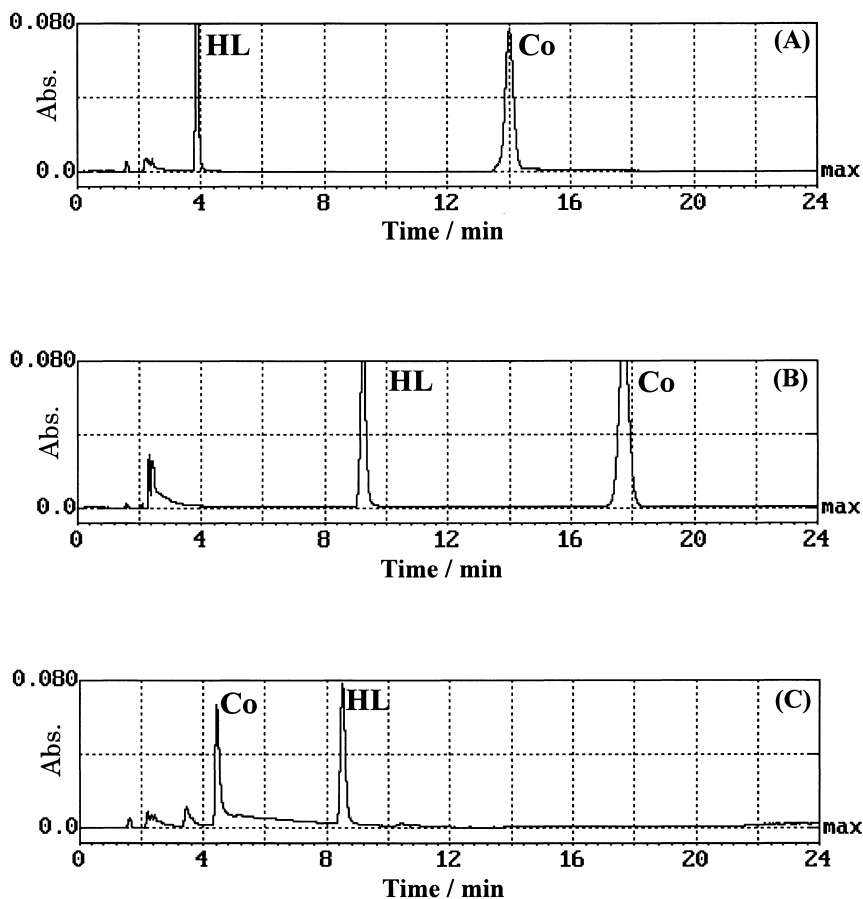 0.080
HL
Co
(A)
Abs.
0.0
max
0 4 8 12 16 20 24
Time / min
0.080
HL
Co
(B)
Abs.
0.0
max
0 4 8 12 16 20 24
Time / min
0.080
Co
HL
(C)
Abs.
0.0
max
0 4 8 12 16 20 24
Time / min